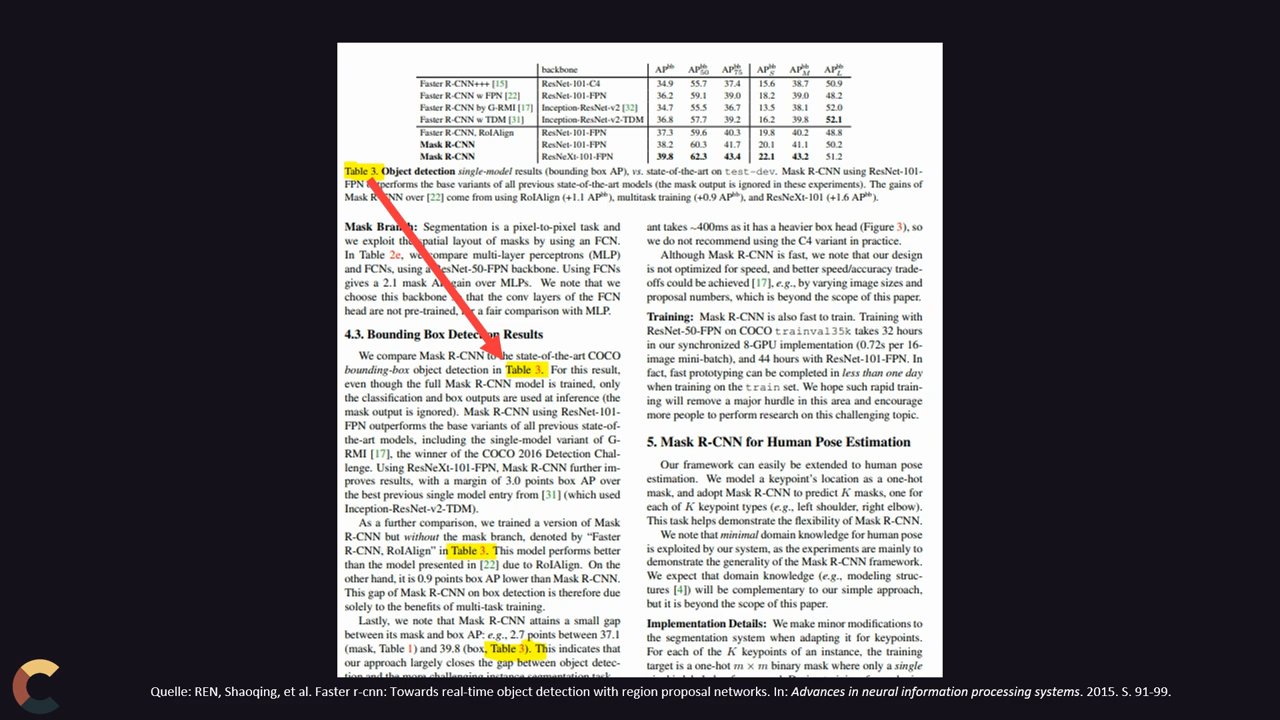 backbone AP^bb AP^bb_50 AP^bb_75 AP^bb_S AP^bb_M AP^bb_L
Faster R-CNN+++ [15] ResNet-101-C4 34.9 55.7 37.4 15.6 38.7 50.9
Faster R-CNN w FPN [22] ResNet-101-FPN 36.2 59.1 39.0 18.2 39.0 48.2
Faster R-CNN by G-RMI [17] Inception-ResNet-v2 [32] 34.7 55.5 36.7 13.5 38.1 52.0
Faster R-CNN w TDM [31] Inception-ResNet-v2-TDM 36.8 57.7 39.2 16.2 39.8 52.1
Faster R-CNN, RoIAlign ResNet-101-FPN 37.3 59.6 40.3 19.8 40.2 48.8
Mask R-CNN ResNet-101-FPN 38.2 60.3 41.7 20.1 41.1 50.2
Mask R-CNN ResNeXt-101-FPN 39.8 62.3 43.4 22.1 43.2 51.2
Table 3. Object detection single-model results (bounding box AP), vs. state-of-the-art on test-dev. Mask R-CNN using ResNet-101-
FPN outperforms the base variants of all previous state-of-the-art models (the mask output is ignored in these experiments). The gains of
Mask R-CNN over [22] come from using RoIAlign (+1.1 AP^bb), multitask training (+0.9 AP^bb), and ResNeXt-101 (+1.6 AP^bb).
Mask Branch: Segmentation is a pixel-to-pixel task and
we exploit the spatial layout of masks by using an FCN.
In Table 2e, we compare multi-layer perceptrons (MLP)
and FCNs, using a ResNet-50-FPN backbone. Using FCNs
gives a 2.1 mask AP gain over MLPs. We note that we
choose this backbone so that the conv layers of the FCN
head are not pre-trained, for a fair comparison with MLP.
4.3. Bounding Box Detection Results
We compare Mask R-CNN to the state-of-the-art COCO
bounding-box object detection in Table 3. For this result,
even though the full Mask R-CNN model is trained, only
the classification and box outputs are used at inference (the
mask output is ignored). Mask R-CNN using ResNet-101-
FPN outperforms the base variants of all previous state-of-
the-art models, including the single-model variant of G-
RMI [17], the winner of the COCO 2016 Detection Chal-
lenge. Using ResNeXt-101-FPN, Mask R-CNN further im-
proves results, with a margin of 3.0 points box AP over
the best previous single model entry from [31] (which used
Inception-ResNet-v2-TDM).
As a further comparison, we trained a version of Mask
R-CNN but without the mask branch, denoted by “Faster
R-CNN, RoIAlign” in Table 3. This model performs better
than the model presented in [22] due to RoIAlign. On the
other hand, it is 0.9 points box AP lower than Mask R-CNN.
This gap of Mask R-CNN on box detection is therefore due
solely to the benefits of multi-task training.
Lastly, we note that Mask R-CNN attains a small gap
between its mask and box AP: e.g., 2.7 points between 37.1
(mask, Table 1) and 39.8 (box, Table 3). This indicates that
our approach largely closes the gap between object detec-
tion and the more challenging instance segmentation task.
ant takes ~400ms as it has a heavier box head (Figure 3), so
we do not recommend using the C4 variant in practice.
Although Mask R-CNN is fast, we note that our design
is not optimized for speed, and better speed/accuracy trade-
offs could be achieved [17], e.g., by varying image sizes and
proposal numbers, which is beyond the scope of this paper.
Training: Mask R-CNN is also fast to train. Training with
ResNet-50-FPN on COCO trainval35k takes 32 hours
in our synchronized 8-GPU implementation (0.72s per 16-
image mini-batch), and 44 hours with ResNet-101-FPN. In
fact, fast prototyping can be completed in less than one day
when training on the train set. We hope such rapid train-
ing will remove a major hurdle in this area and encourage
more people to perform research on this challenging topic.
5. Mask R-CNN for Human Pose Estimation
Our framework can easily be extended to human pose
estimation. We model a keypoint's location as a one-hot
mask, and adopt Mask R-CNN to predict K masks, one for
each of K keypoint types (e.g., left shoulder, right elbow).
This task helps demonstrate the flexibility of Mask R-CNN.
We note that minimal domain knowledge for human pose
is exploited by our system, as the experiments are mainly to
demonstrate the generality of the Mask R-CNN framework.
We expect that domain knowledge (e.g., modeling struc-
tures [4]) will be complementary to our simple approach,
but it is beyond the scope of this paper.
Implementation Details: We make minor modifications to
the segmentation system when adapting it for keypoints.
For each of the K keypoints of an instance, the training
target is a one-hot m × m binary mask where only a single
Quelle: REN, Shaoqing, et al. Faster r-cnn: Towards real-time object detection with region proposal networks. In: Advances in neural information processing systems. 2015. S. 91-99.